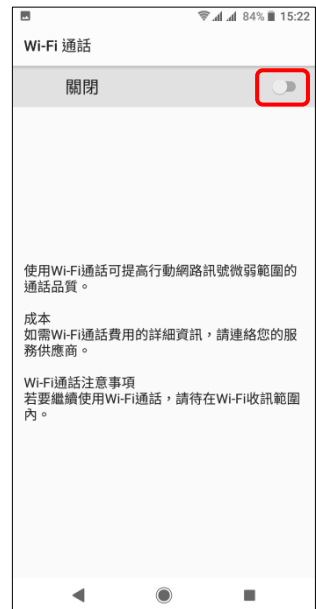 84% 15:22
Wi-Fi 通話
關閉
使用Wi-Fi通話可提高行動網路訊號微弱範圍的
通話品質。
成本
如需Wi-Fi通話費用的詳細資訊，請連絡您的服
務供應商。
Wi-Fi通話注意事項
若要繼續使用Wi-Fi通話，請待在Wi-Fi收訊範圍
內。